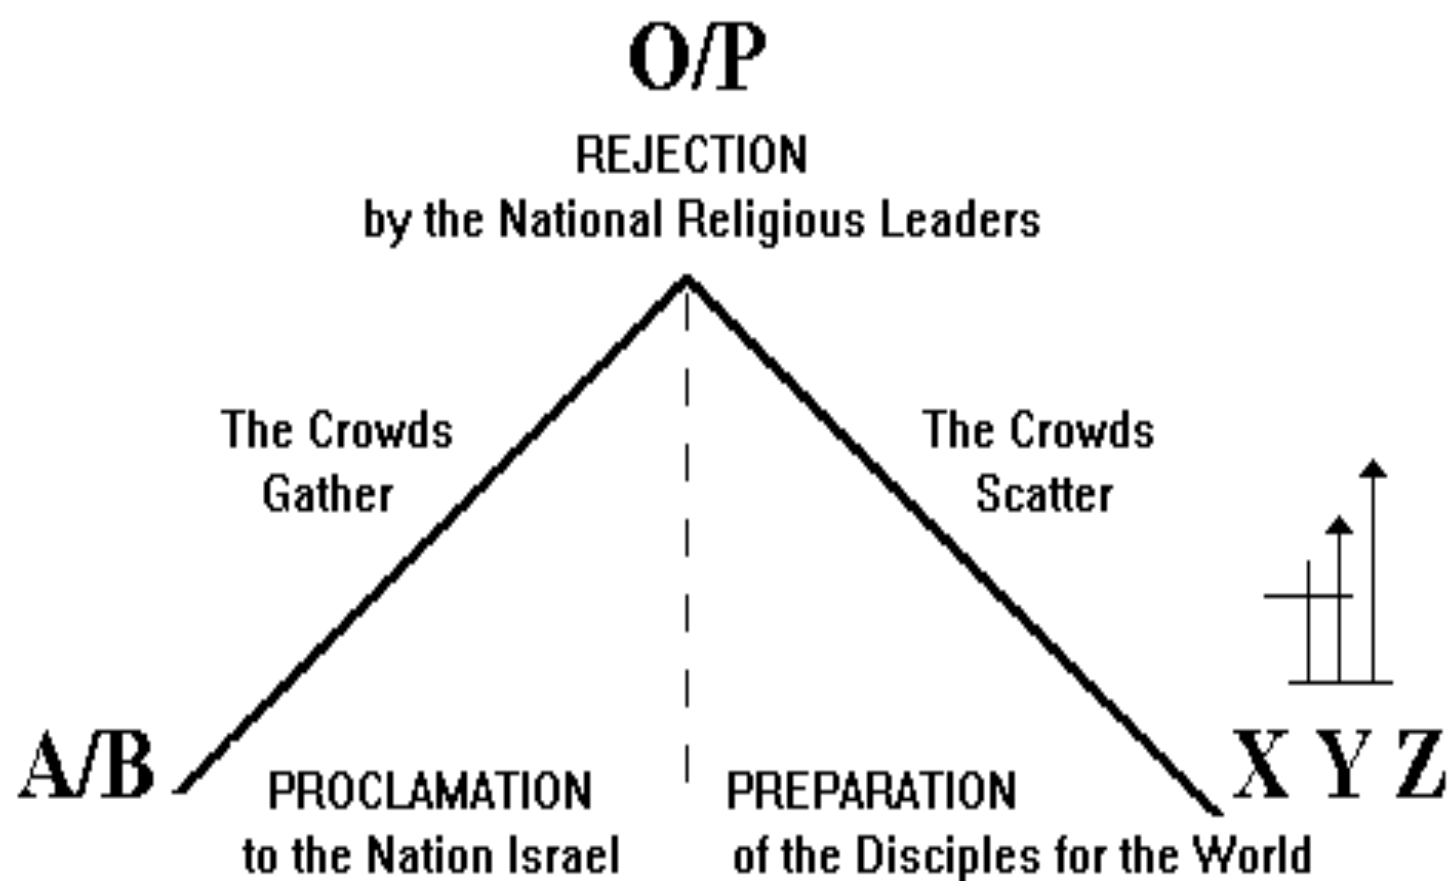 O/P
REJECTION
by the National Religious Leaders
The Crowds
Gather
The Crowds
Scatter
A/B
X Y Z
PROCLAMATION
to the Nation Israel
PREPARATION
of the Disciples for the World